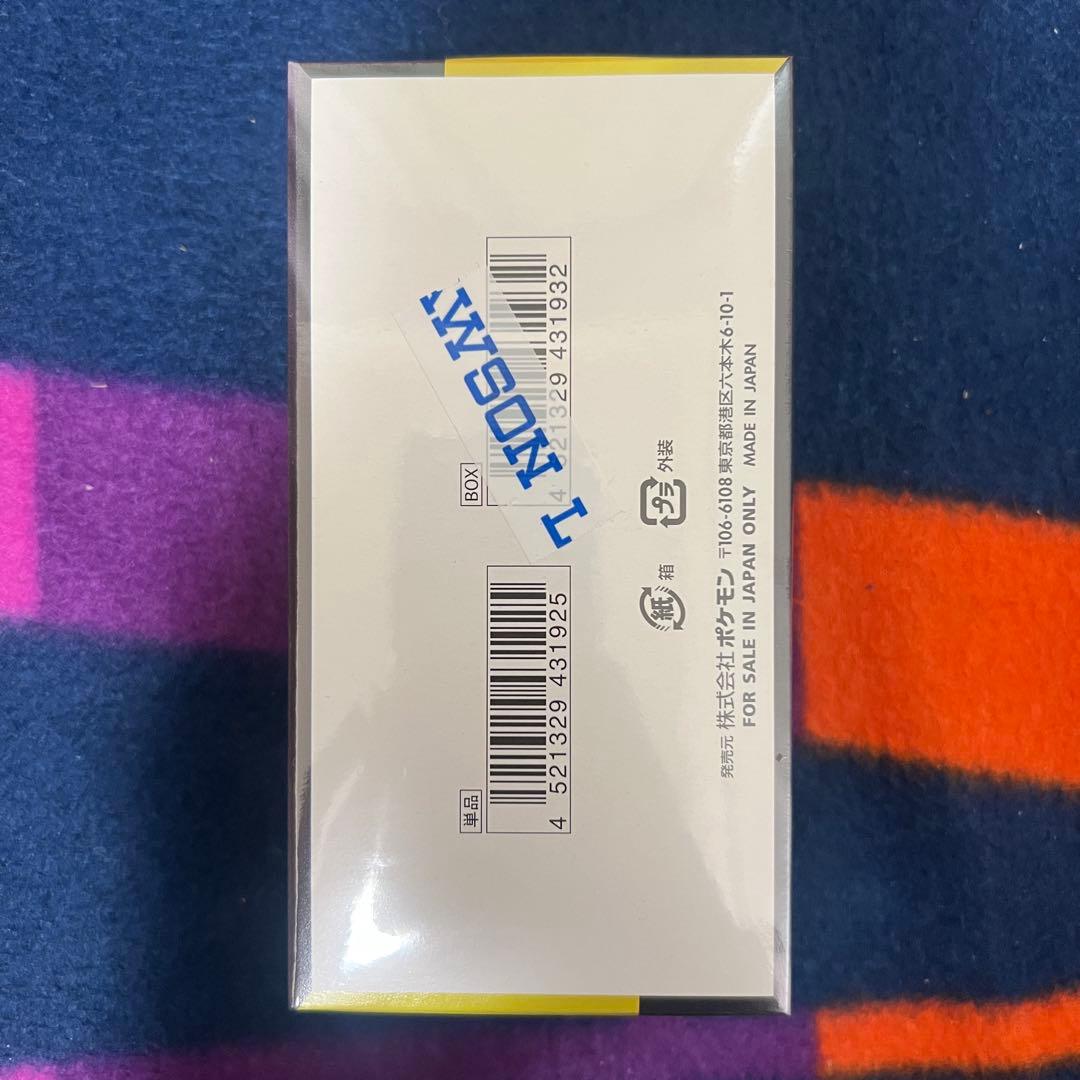 単品
4 521329 431925
BOX
4 521329 431932
WSON L
紙 箱
プラ 外装
発売元 株式会社 ポケモン 〒106-6108 東京都港区六本木6-10-1
FOR SALE IN JAPAN ONLY MADE IN JAPAN